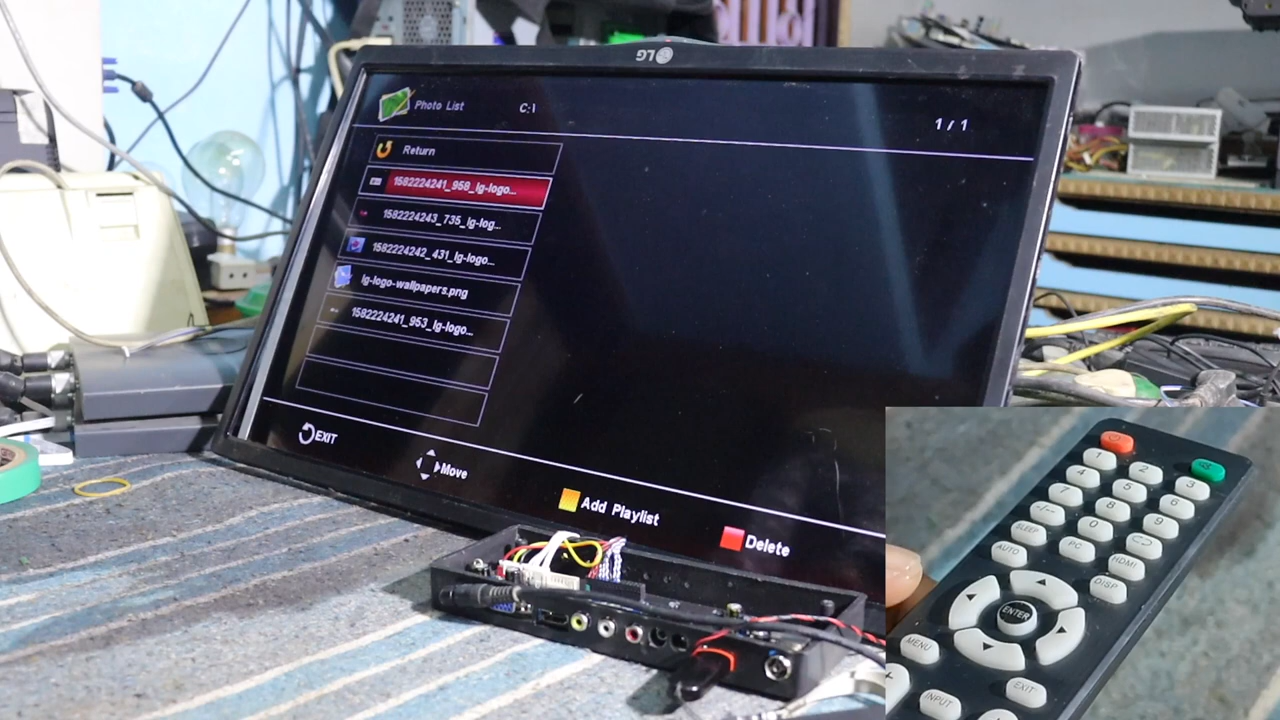 LG
Photo List
C:\
1 / 1
Return
1582224241_958_lg-logo...
1582224243_735_lg-log...
1582224242_431_lg-logo...
lg-logo-wallpapers.png
1582224241_953_lg-logo...
EXIT
Move
Add Playlist
Delete
1
2
3
4
5
6
7
8
9
-/--
0
SLEEP
AUTO
PC
HDMI
DISP
ENTER
MENU
EXIT
+
INPUT